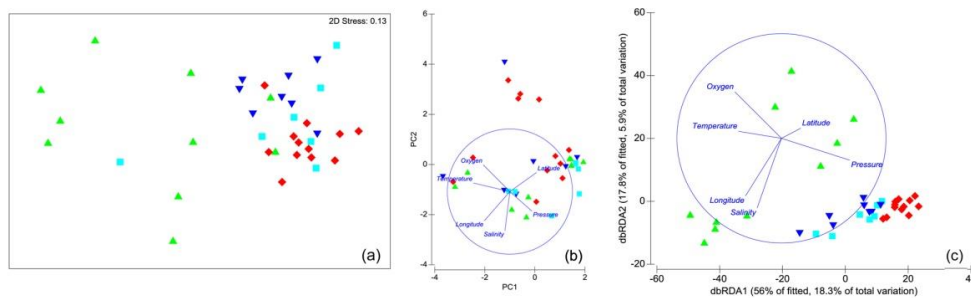 2D Stress: 0.13
(a)
6
4
2
0
-2
-4
-4
-2
0
2
PC2
PC1
Oxygen
Temperature
Latitude
Longitude
Pressure
Salinity
(b)
60
40
20
0
-20
-60
-40
-20
0
20
40
dbRDA2 (17.8% of fitted, 5.9% of total variation)
dbRDA1 (56% of fitted, 18.3% of total variation)
Oxygen
Temperature
Latitude
Pressure
Longitude
Salinity
(c)